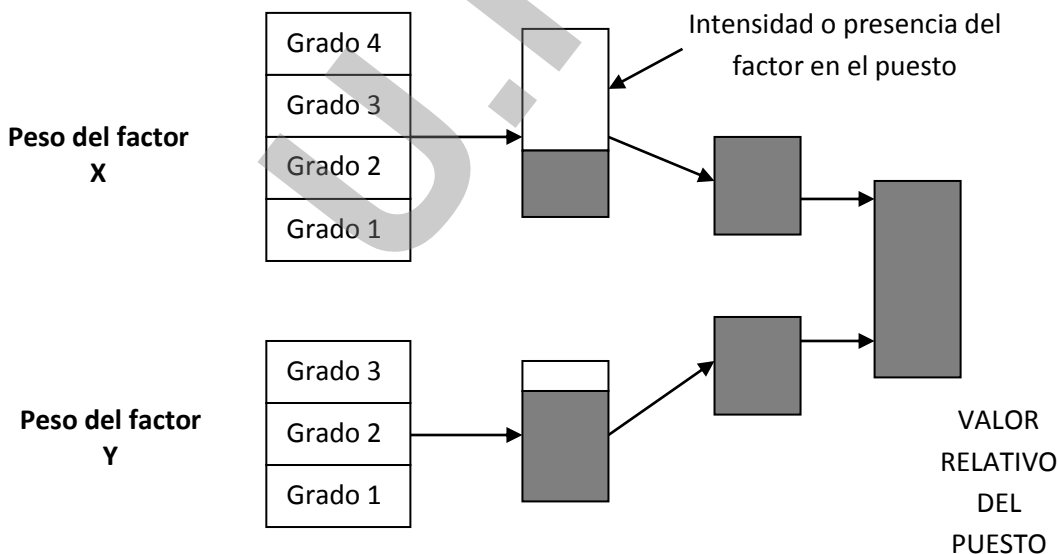 Grado 4
Grado 3
Grado 2
Grado 1
Peso del factor
X
Intensidad o presencia del
factor en el puesto
Grado 3
Grado 2
Grado 1
Peso del factor
Y
VALOR
RELATIVO
DEL
PUESTO
U.